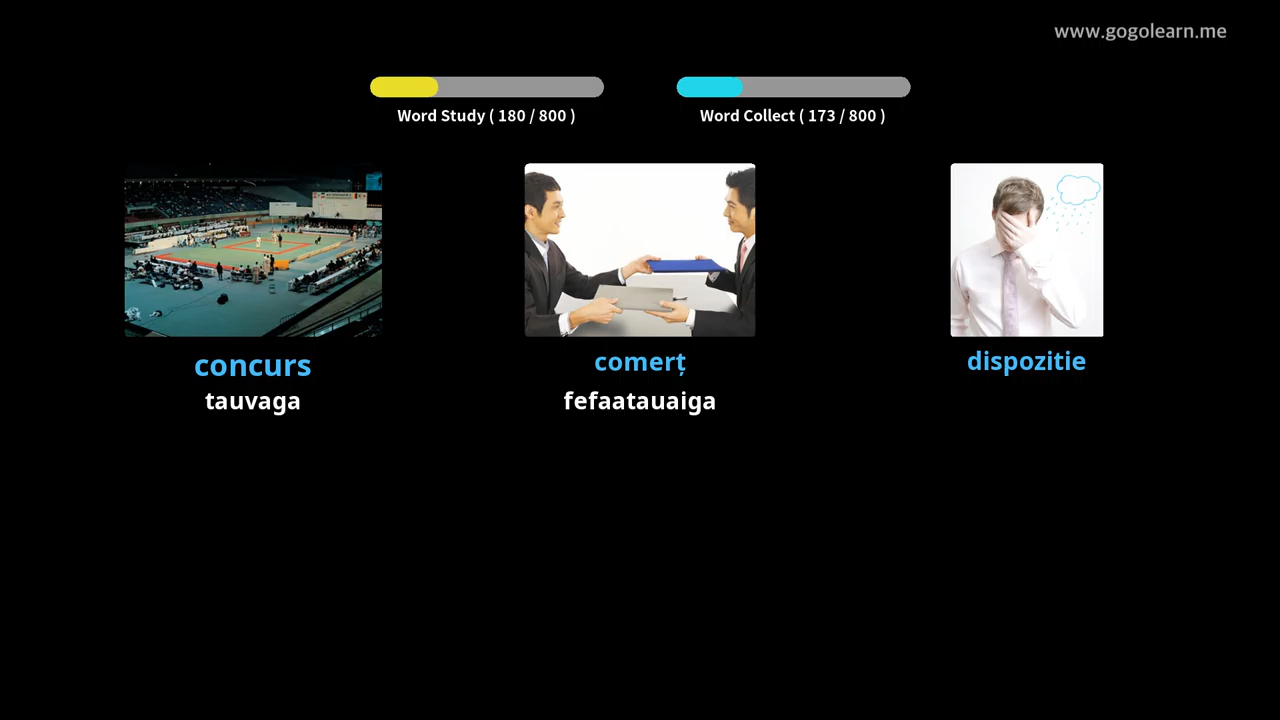 www.gogolearn.me
Word Study ( 180 / 800 )
Word Collect ( 173 / 800 )
concurs
tauvaga
comerț
fefaatauaiga
dispozitie